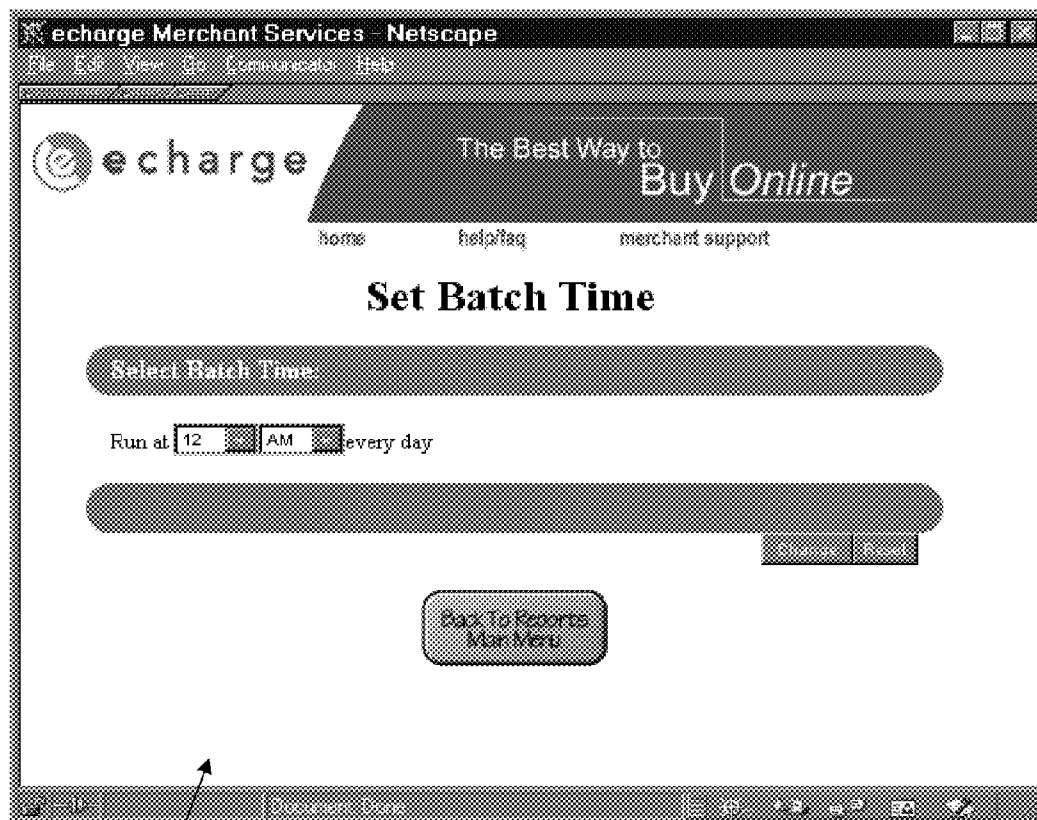 echarge Merchant Services - Netscape
File Edit View Go Communicator Help
echarge
The Best Way to
Buy Online
home help/faq merchant support
Set Batch Time
Select Batch Time:
Run at 12 AM every day
Change Reset
Back To Reports
Main Menu
Document: Done